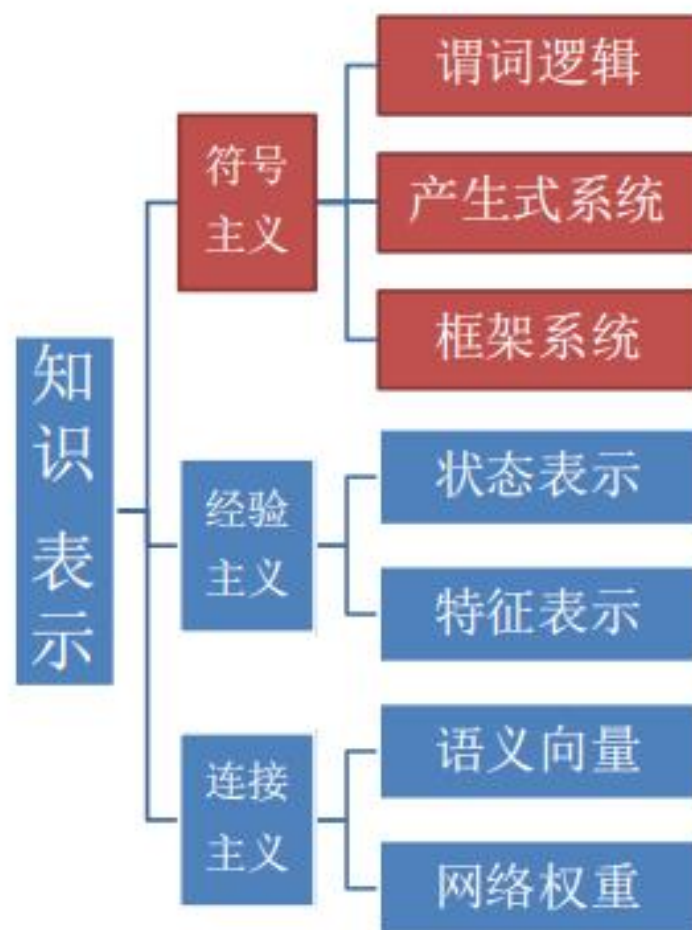 知识 表示
符号
主义
谓词逻辑
产生式系统
框架系统
经验
主义
状态表示
特征表示
连接
主义
语义向量
网络权重